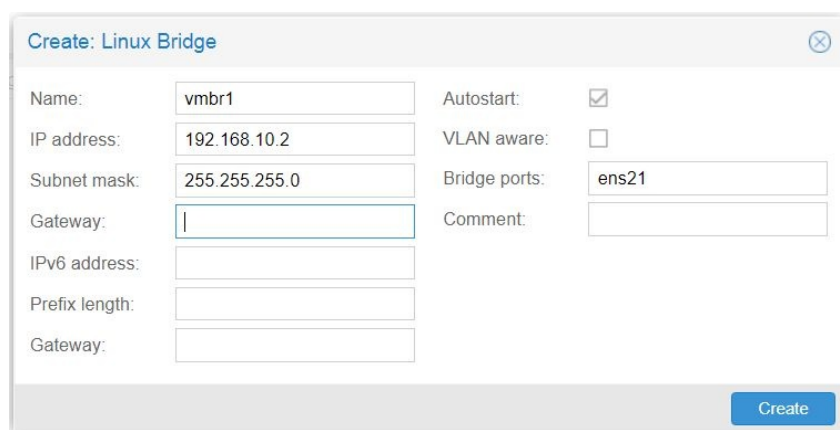 Create: Linux Bridge
Name: vmbr1
IP address: 192.168.10.2
Subnet mask: 255.255.255.0
Gateway:
IPv6 address:
Prefix length:
Gateway:
Autostart:
VLAN aware:
Bridge ports: ens21
Comment:
Create